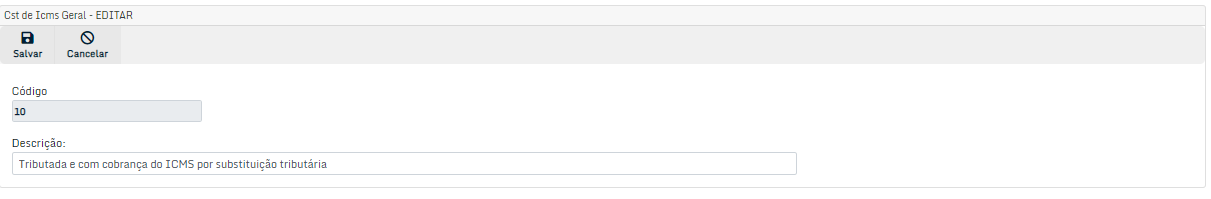 Cst de Icms Geral - EDITAR
Salvar Cancelar
Código
10
Descrição:
Tributada e com cobrança do ICMS por substituição tributária